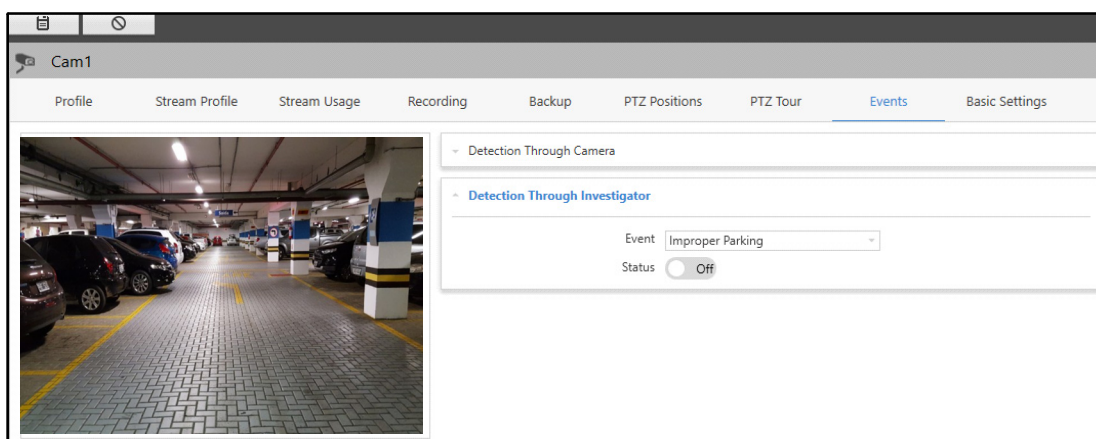 Cam1
Profile Stream Profile Stream Usage Recording Backup PTZ Positions PTZ Tour Events Basic Settings
Detection Through Camera
Detection Through Investigator
Event Improper Parking
Status Off